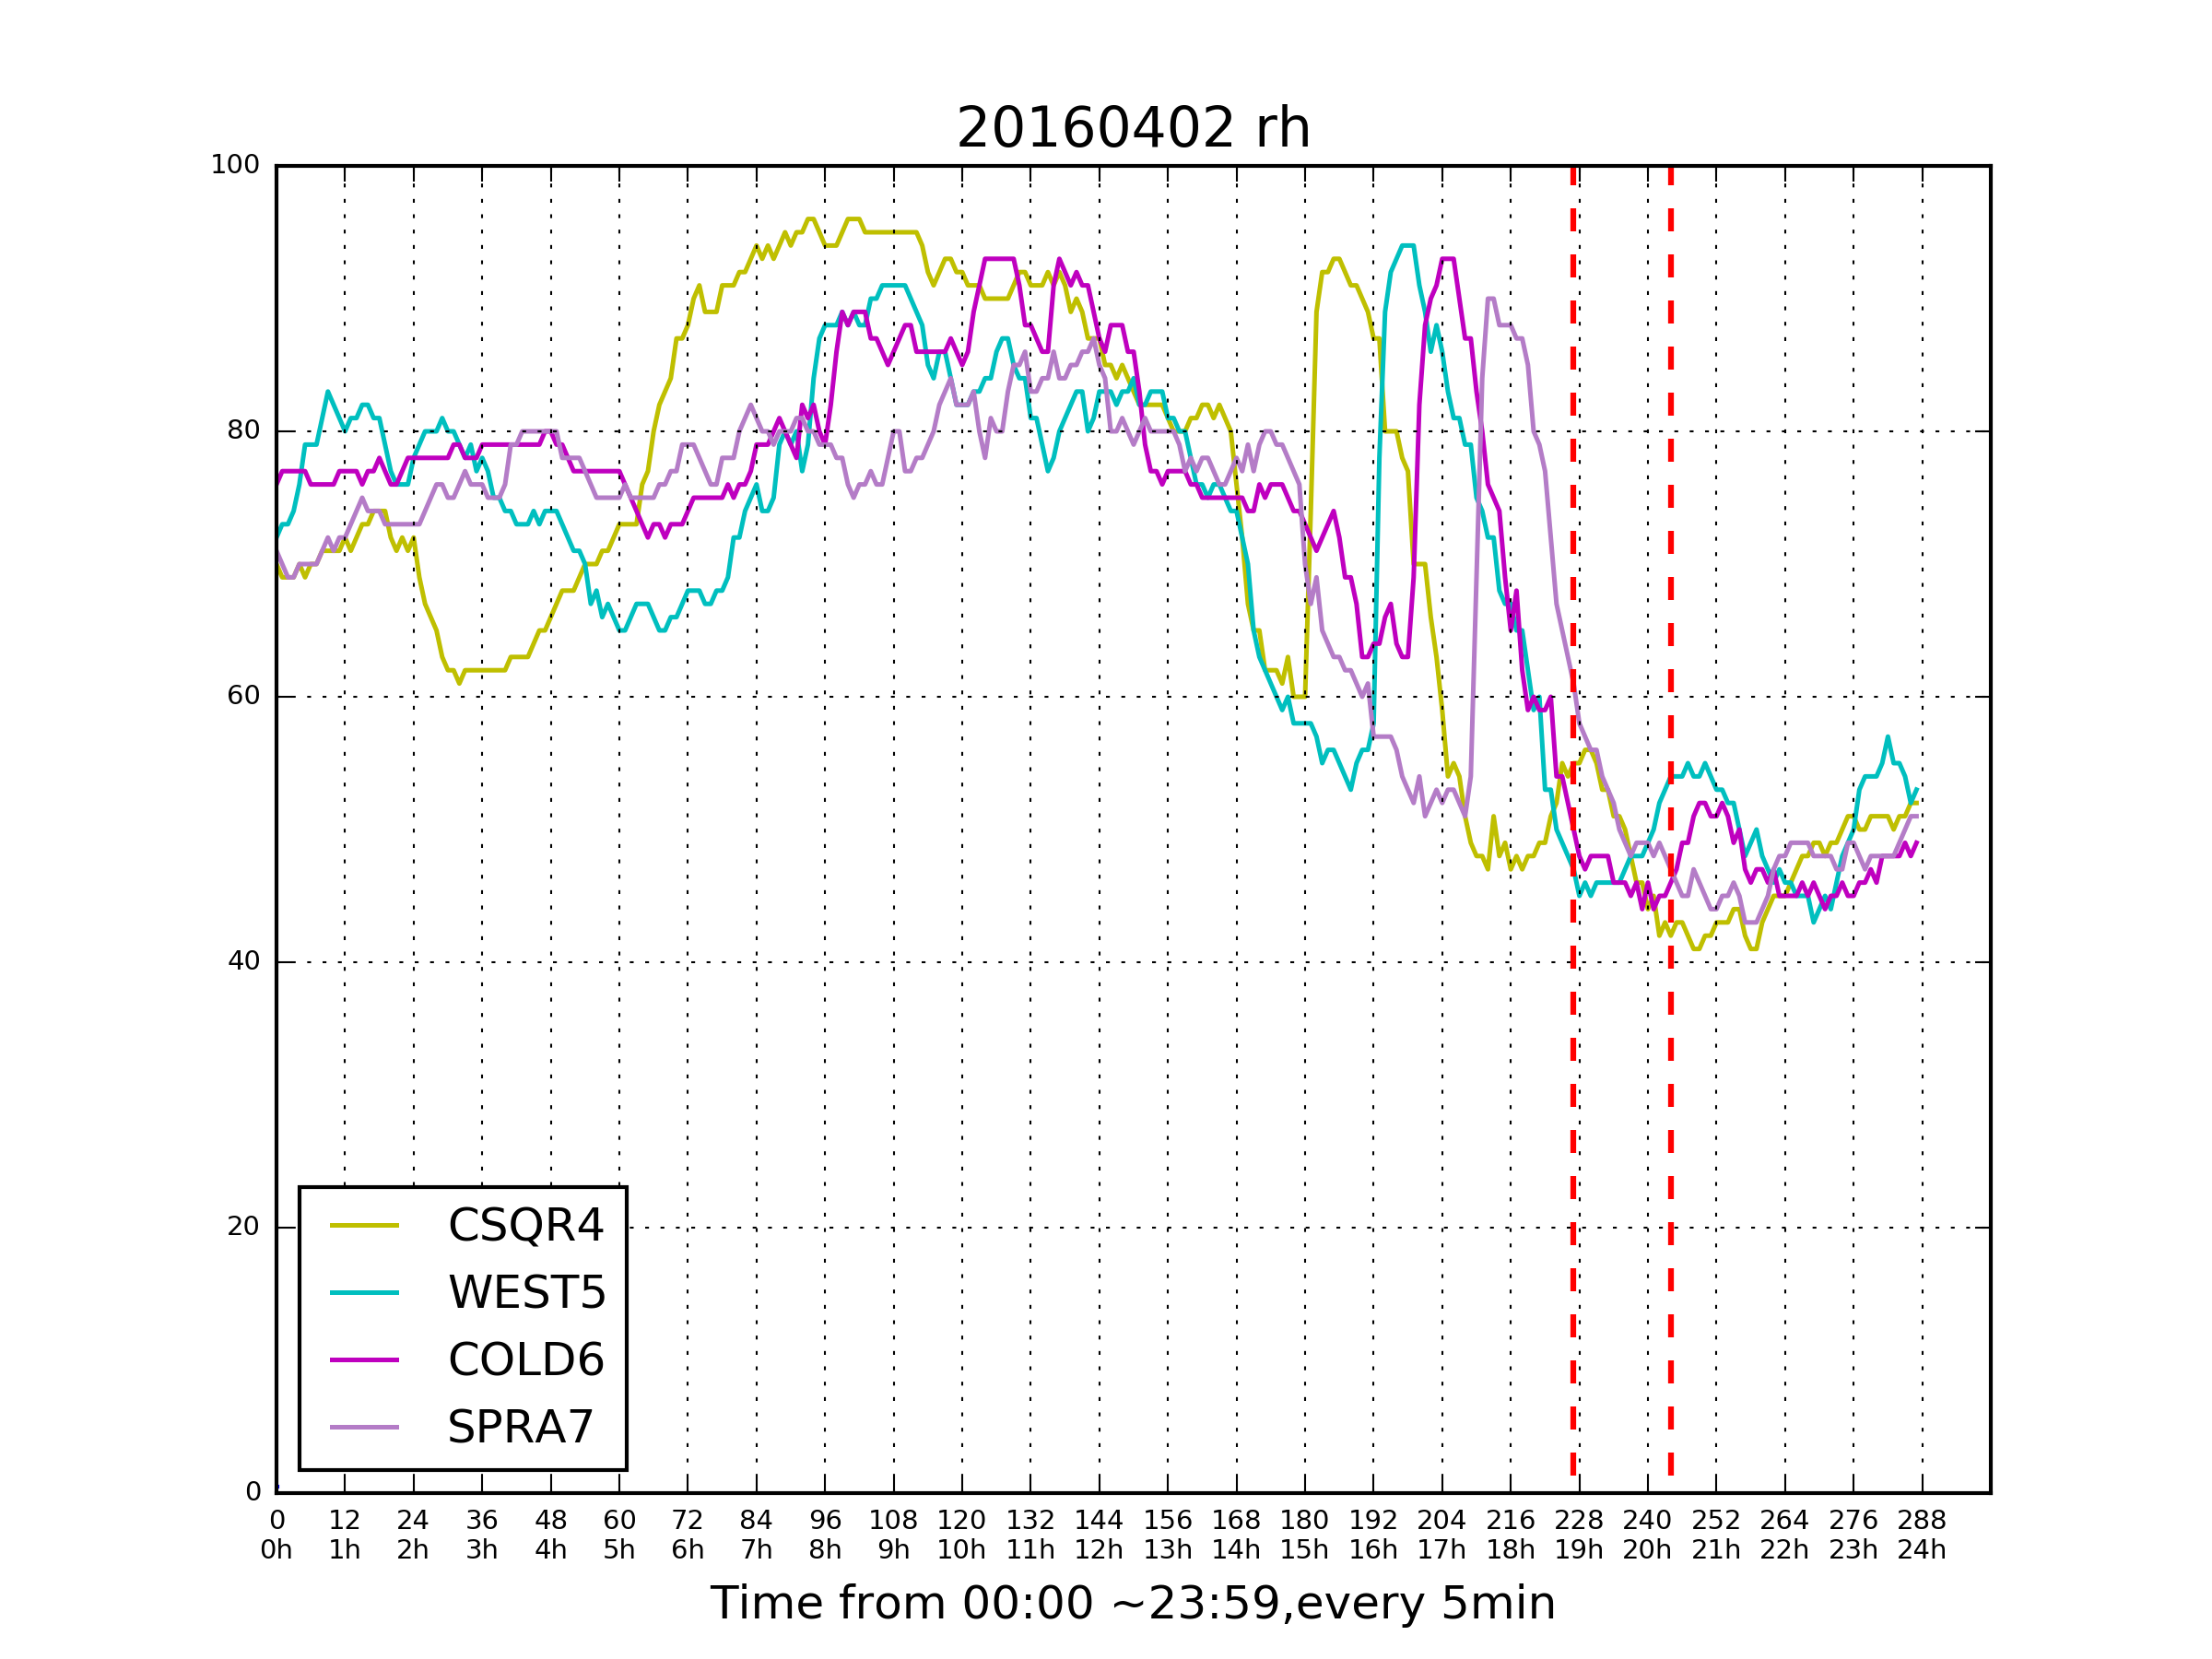 20160402 rh
100
80
60
40
20
0
CSQR4
WEST5
COLD6
SPRA7
0 12 24 36 48 60 72 84 96 108 120 132 144 156 168 180 192 204 216 228 240 252 264 276 288
0h 1h 2h 3h 4h 5h 6h 7h 8h 9h 10h 11h 12h 13h 14h 15h 16h 17h 18h 19h 20h 21h 22h 23h 24h
Time from 00:00 ~23:59,every 5min